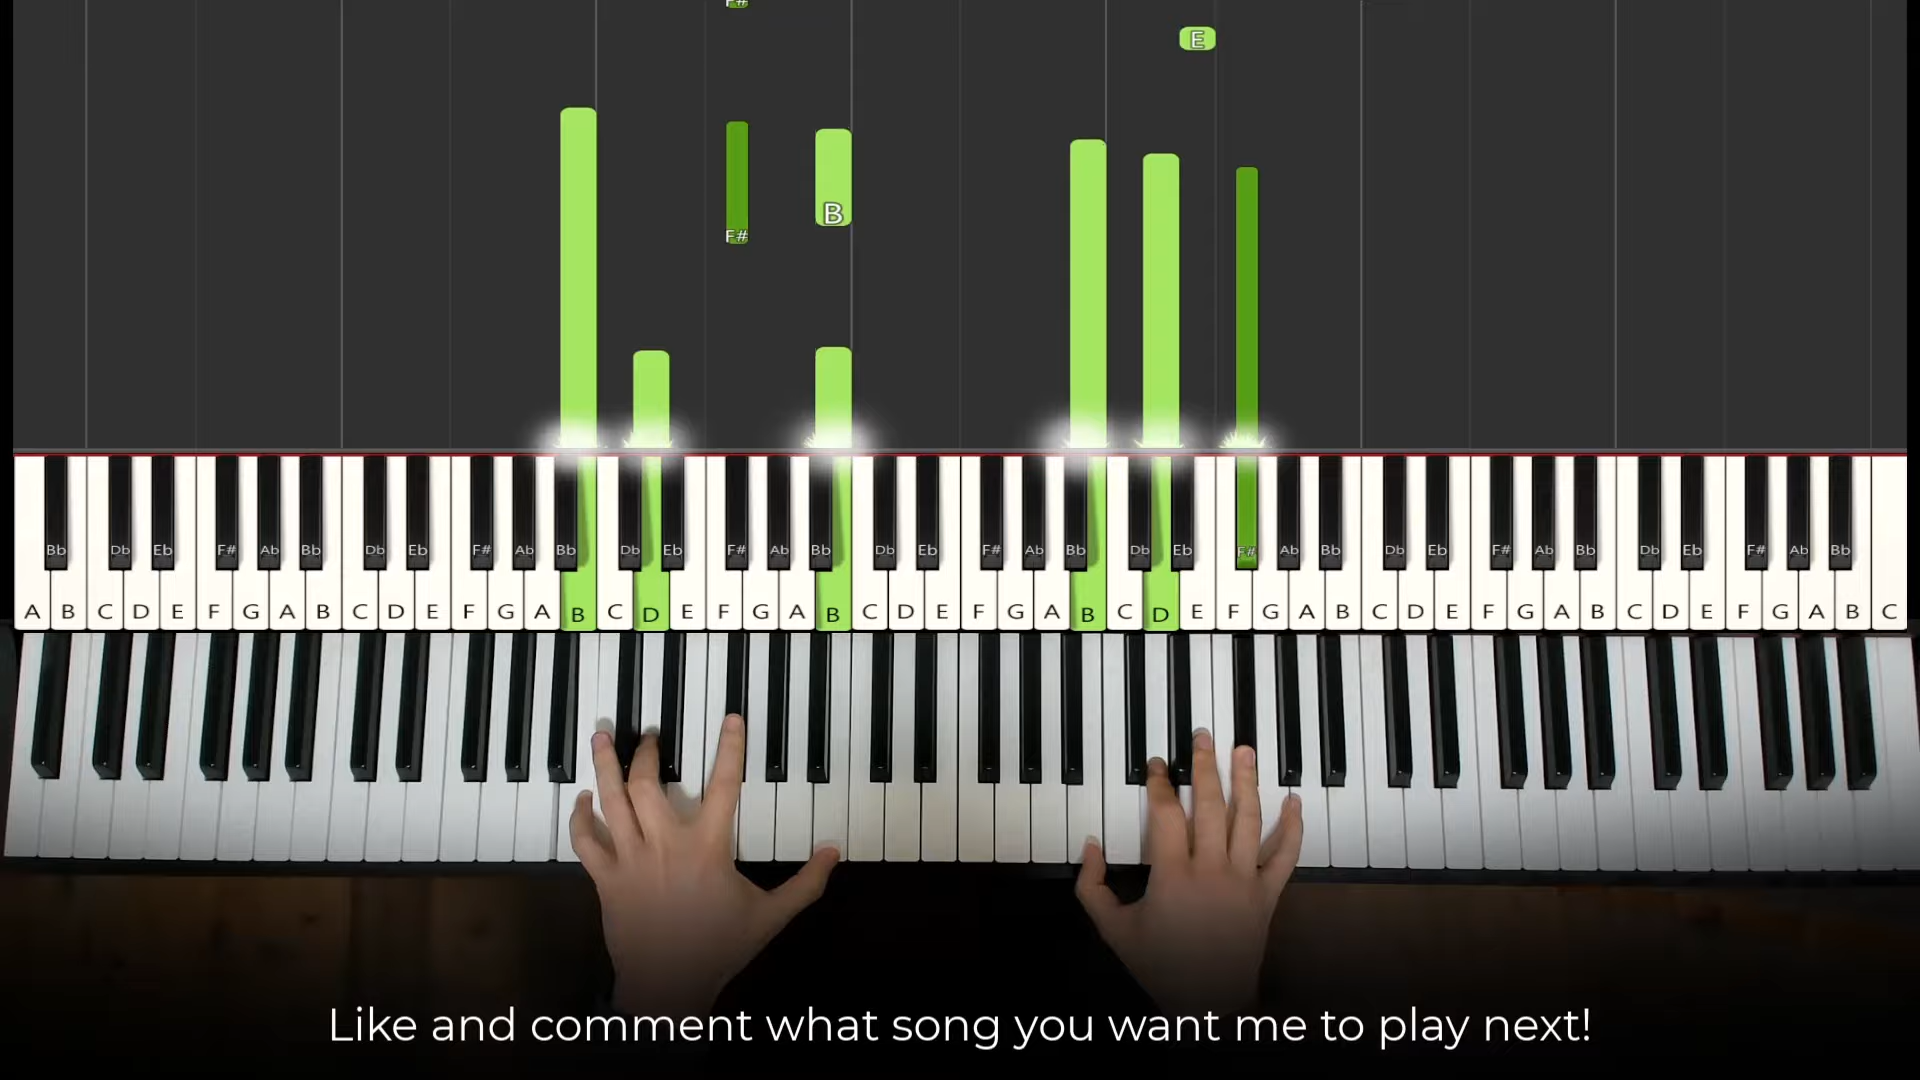 F#
E
B
F#
Bb Db Eb F# Ab Bb Db Eb F# Ab Bb Db Eb F# Ab Bb Db Eb F# Ab Bb Db Eb F# Ab Bb Db Eb F# Ab Bb Db Eb F# Ab Bb
A B C D E F G A B C D E F G A B C D E F G A B C D E F G A B C D E F G A B C D E F G A B C D E F G A B C
Like and comment what song you want me to play next!